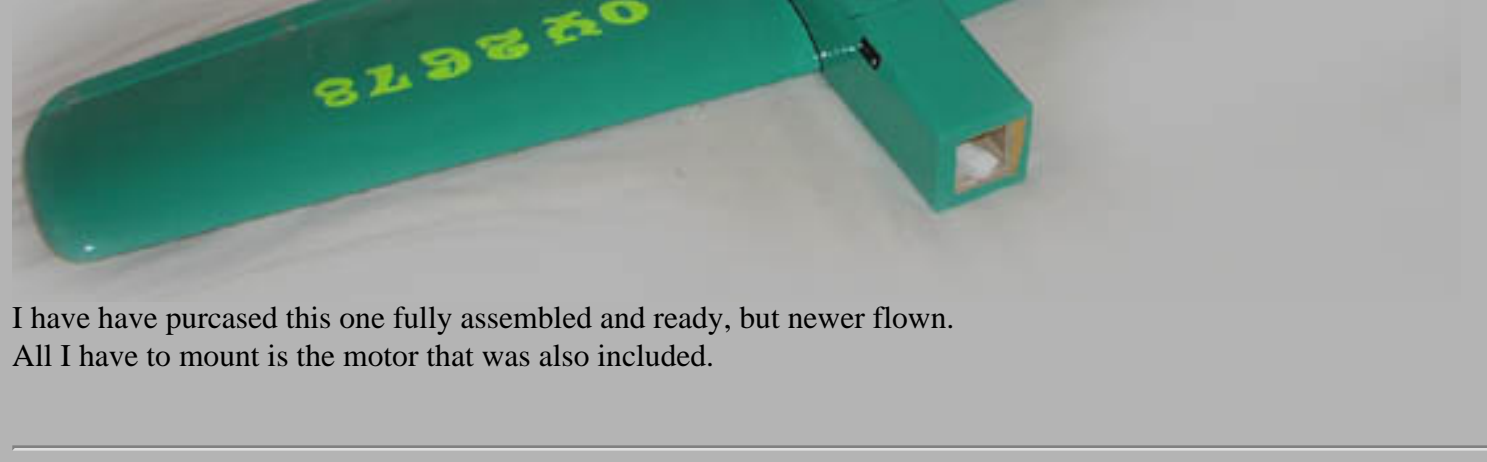 OY2678
I have have purcased this one fully assembled and ready, but newer flown.
All I have to mount is the motor that was also included.